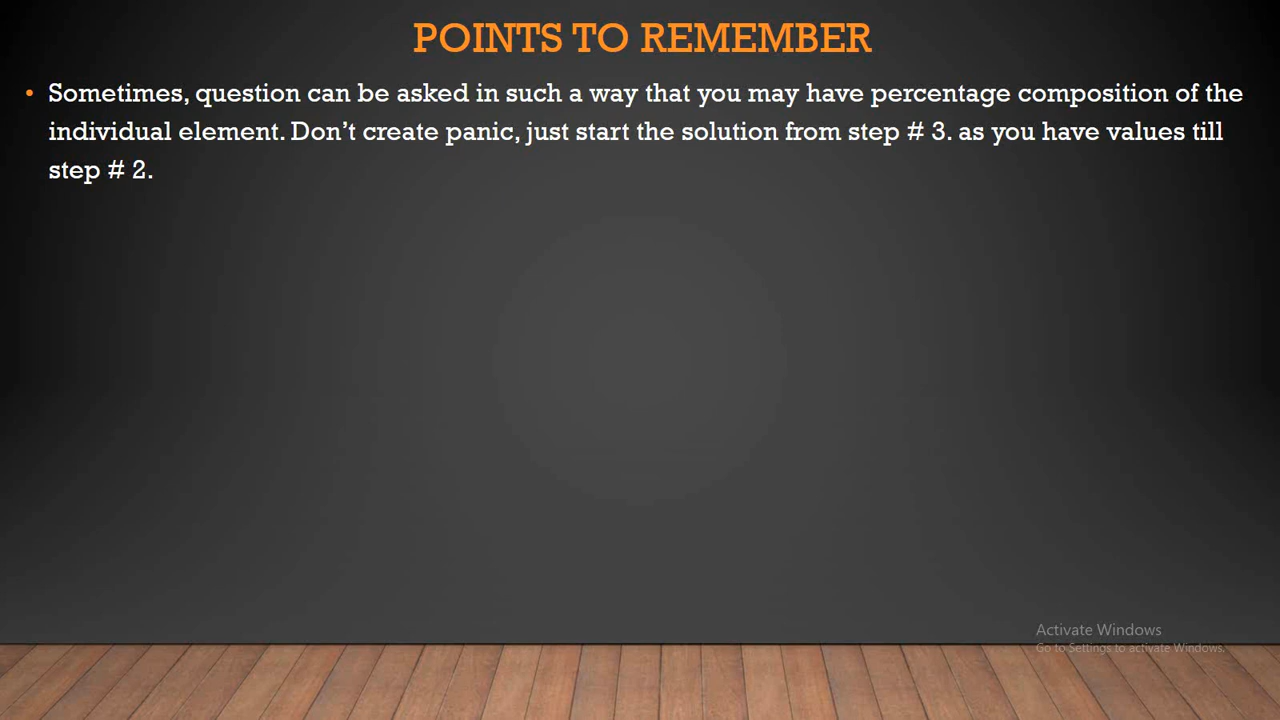 POINTS TO REMEMBER
• Sometimes, question can be asked in such a way that you may have percentage composition of the
individual element. Don’t create panic, just start the solution from step # 3. as you have values till
step # 2.
Activate Windows
Go to Settings to activate Windows.